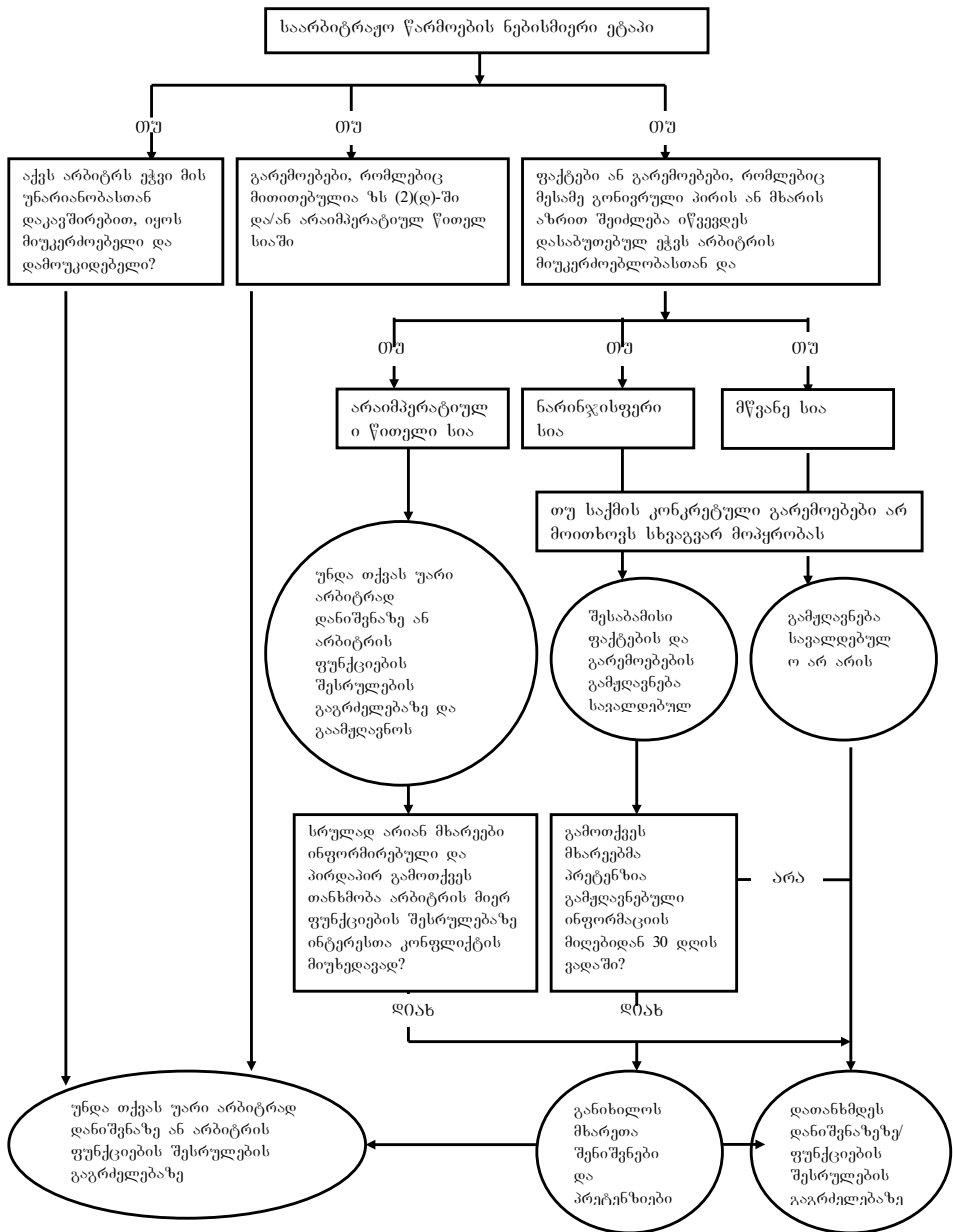 საარბიტრაჟო წარმოების ნებისმიერი ეტაპი
თუ
თუ
თუ
აქვს არბიტრს ეჭვი მის
უნარიანობასთან
დაკავშირებით, იყოს
მიუკერძოებელი და
დამოუკიდებელი?
გარემოებები, რომლებიც
მითითებულია ზს (2)(დ)-ში
და/ან არაიმპერატიულ წითელ
სიაში
ფაქტები ან გარემოებები, რომლებიც
მესამე გონივრული პირის ან მხარის
აზრით შეიძლება იწვევდეს
დასაბუთებულ ეჭვს არბიტრის
მიუკერძოებლობასთან და
თუ
თუ
თუ
არაიმპერატიულ
ი წითელი სია
ნარინჯისფერი
სია
მწვანე სია
თუ საქმის კონკრეტული გარემოებები არ
მოითხოვს სხვაგვარ მოპყრობას
უნდა თქვას უარი
არბიტრად
დანიშვნაზე ან
არბიტრის
ფუნქციების
შესრულების
გაგრძელებაზე და
გაამჟღავნოს
შესაბამისი
ფაქტების და
გარემოებების
გამჟღავნება
სავალდებულ
გამჟღავნება
სავალდებულ
ო არ არის
სრულად არიან მხარეები
ინფორმირებული და
პირდაპირ გამოთქვეს
თანხმობა არბიტრის მიერ
ფუნქციების შესრულებაზე
ინტერესთა კონფლიქტის
მიუხედავად?
გამოთქვეს
მხარეებმა
პრეტენზია
გამჟღავნებული
ინფორმაციის
მიღებიდან 30 დღის
ვადაში?
არა
დიახ
დიახ
უნდა თქვას უარი არბიტრად
დანიშვნაზე ან არბიტრის
ფუნქციების შესრულების
გაგრძელებაზე
განიხილოს
მხარეთა
შენიშვნები
და
პრეტენზიები
დათანხმდეს
დანიშვნაზეზე/
ფუნქციების
შესრულების
გაგრძელებაზე